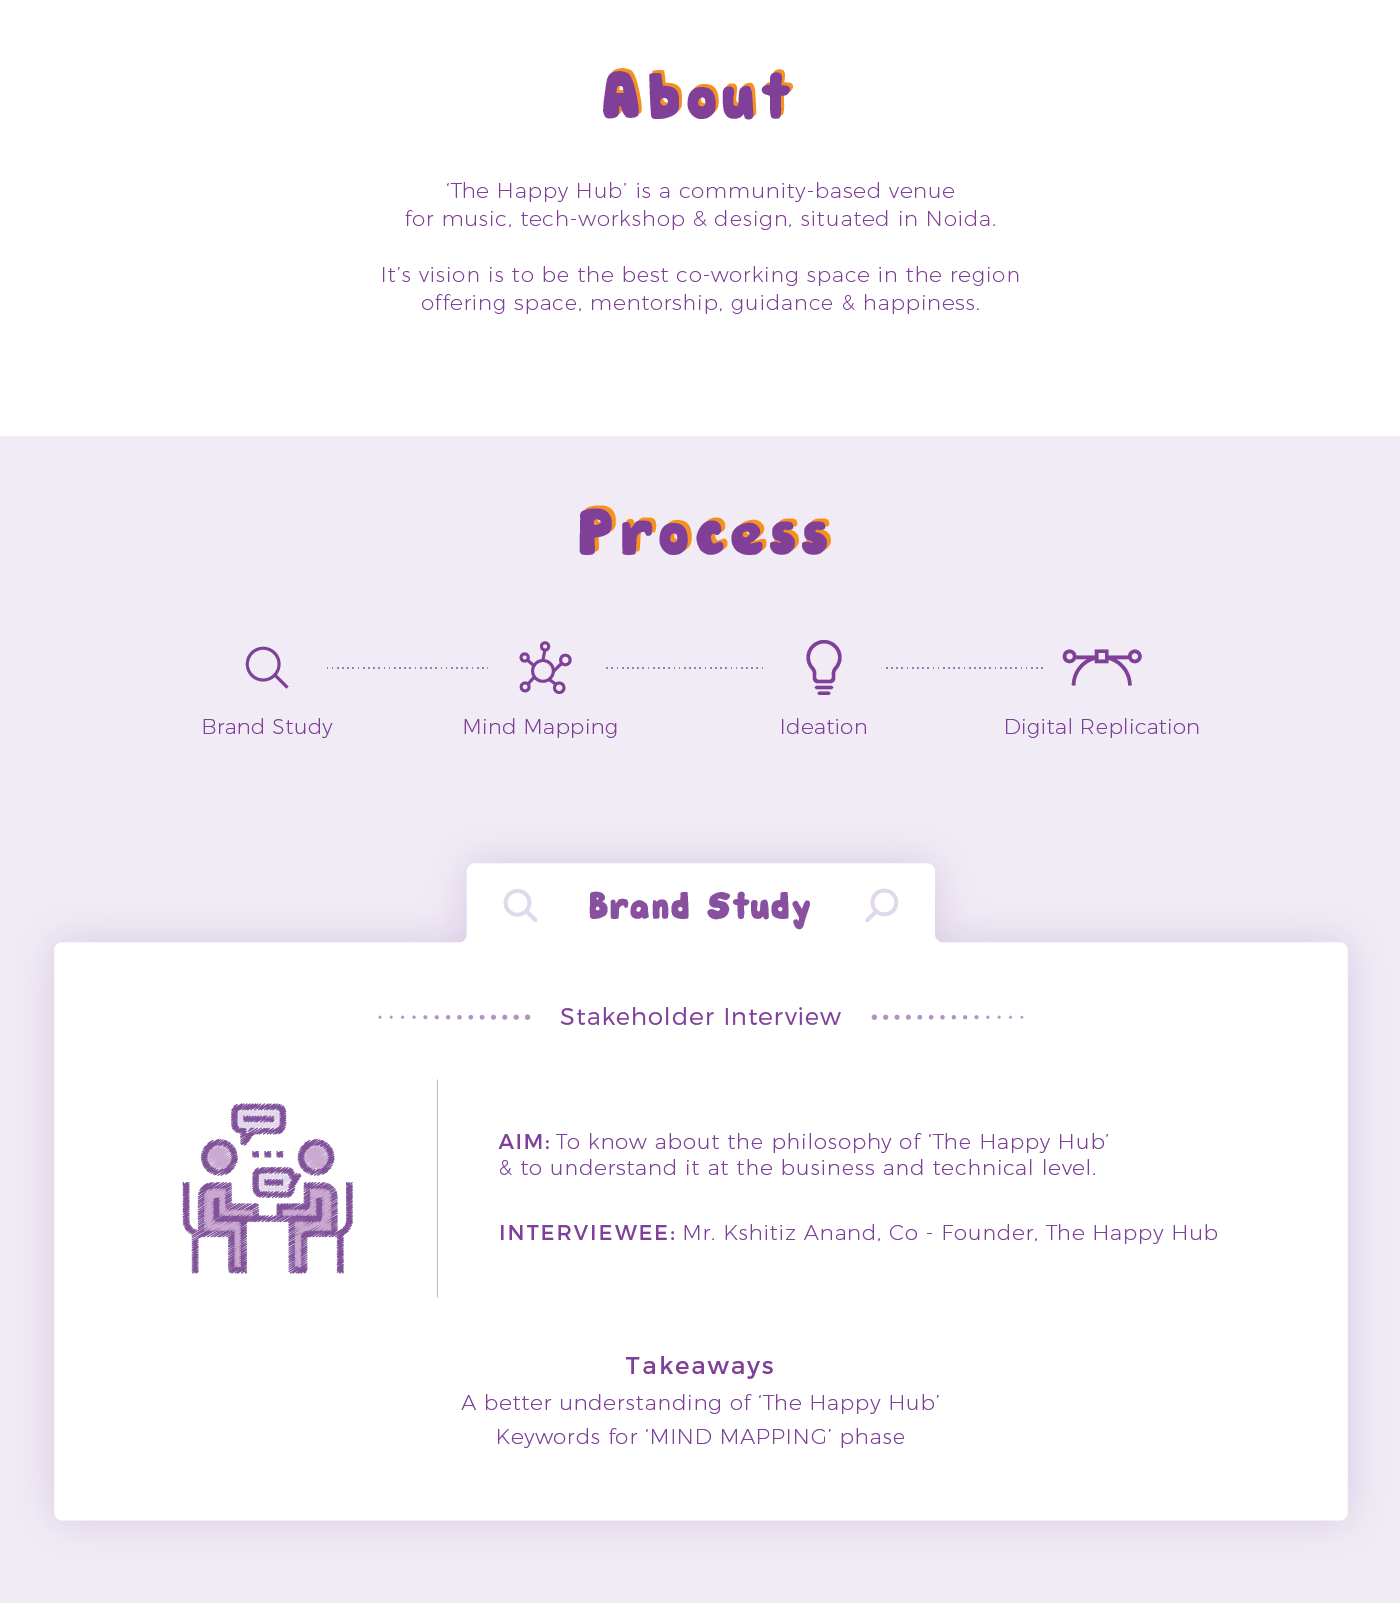 About
‘The Happy Hub’ is a community-based venue
for music, tech-workshop & design, situated in Noida.
It’s vision is to be the best co-working space in the region
offering space, mentorship, guidance & happiness.
Process
Brand Study
Mind Mapping
Ideation
Digital Replication
Brand Study
Stakeholder Interview
AIM: To know about the philosophy of ‘The Happy Hub’
& to understand it at the business and technical level.
INTERVIEWEE: Mr. Kshitiz Anand, Co - Founder, The Happy Hub
Takeaways
A better understanding of ‘The Happy Hub’
Keywords for ‘MIND MAPPING’ phase